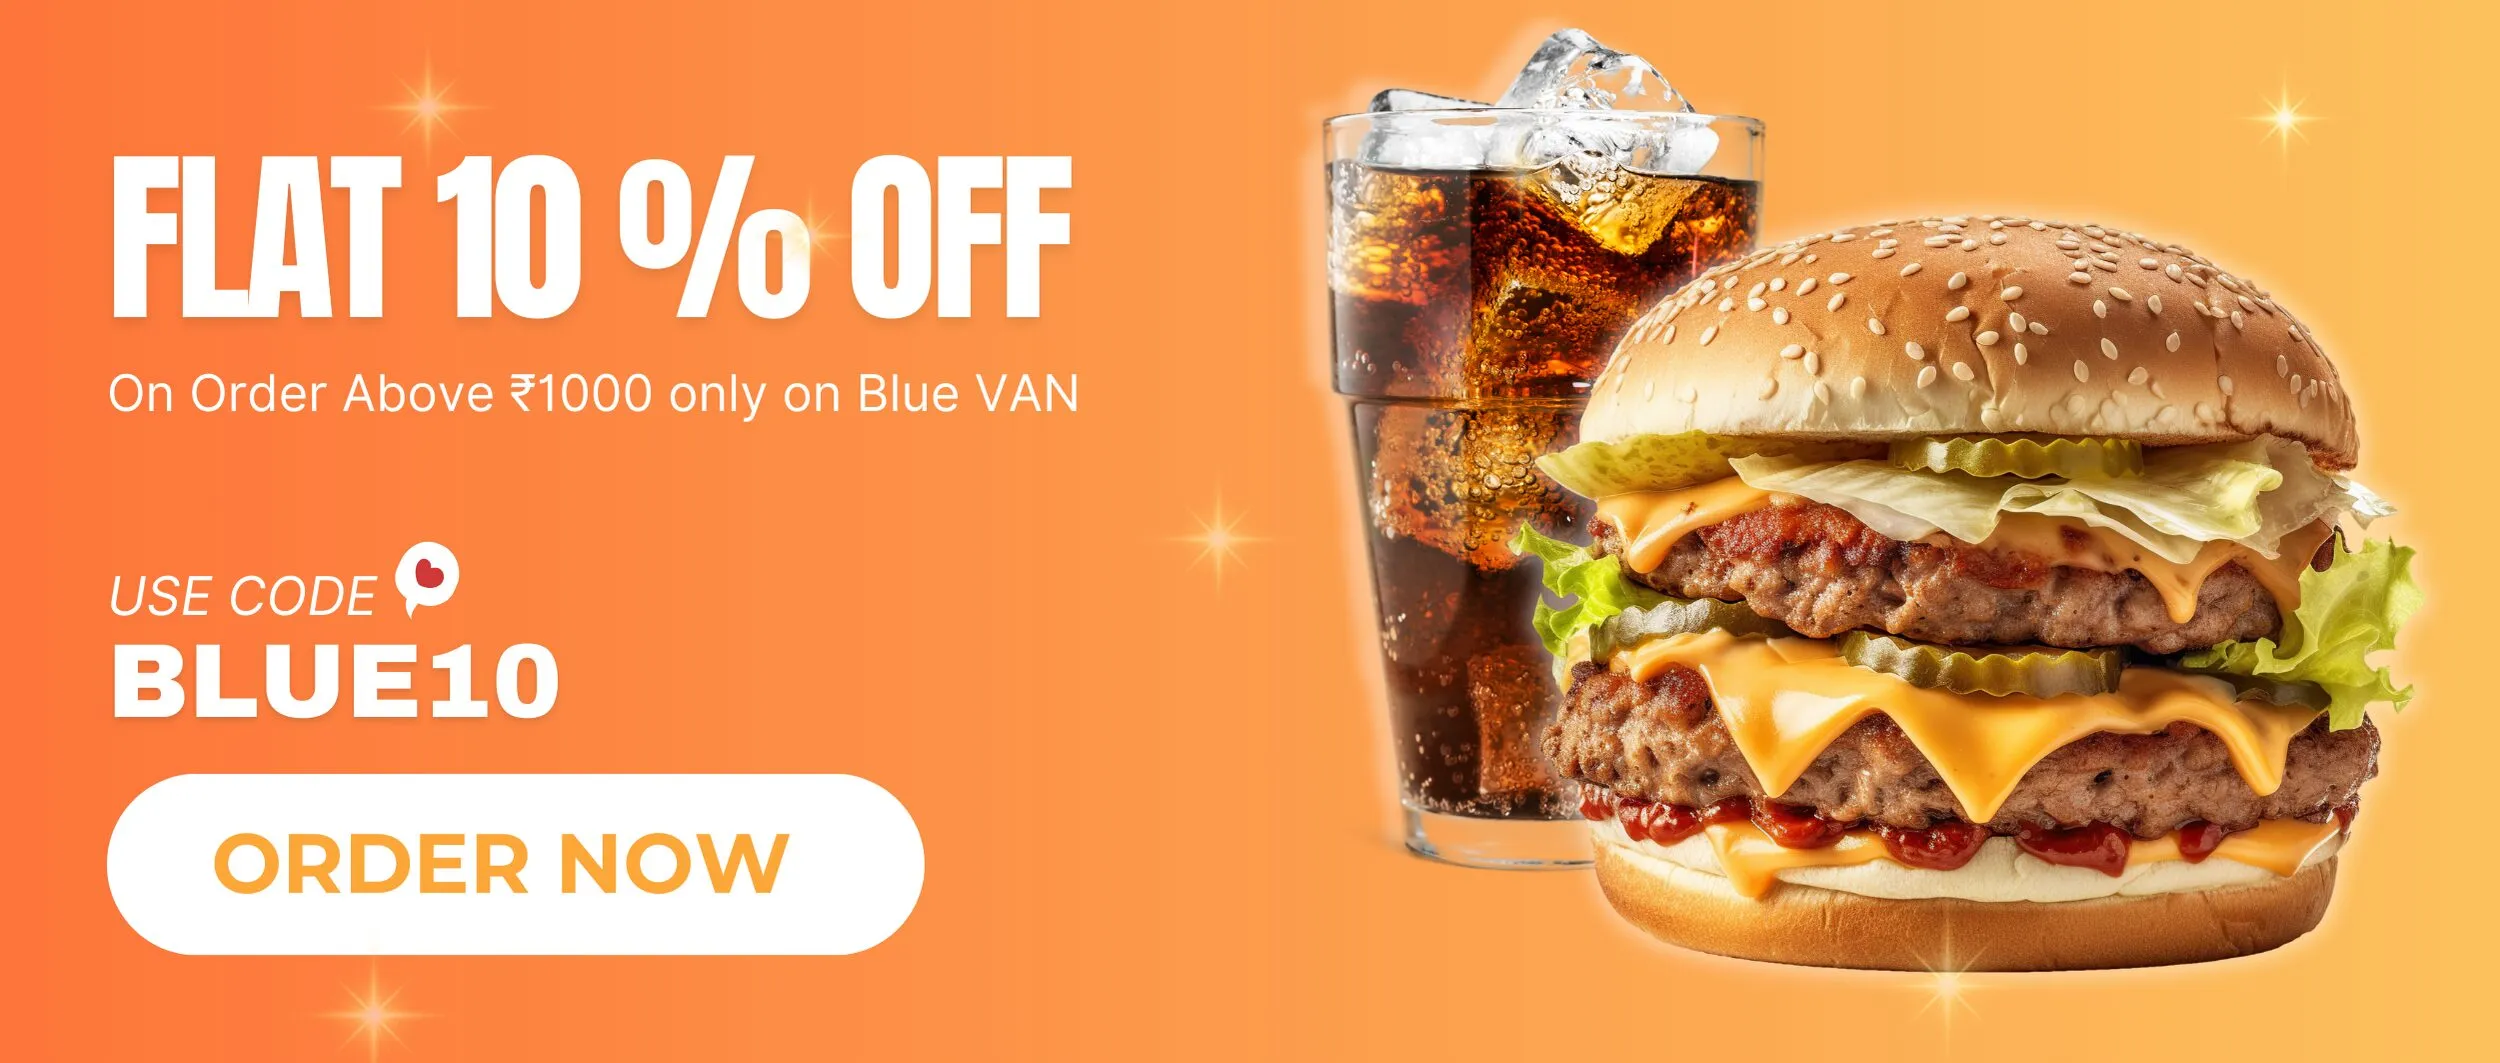 FLAT 10 % OFF
On Order Above ₹1000 only on Blue VAN
USE CODE
BLUE10
ORDER NOW